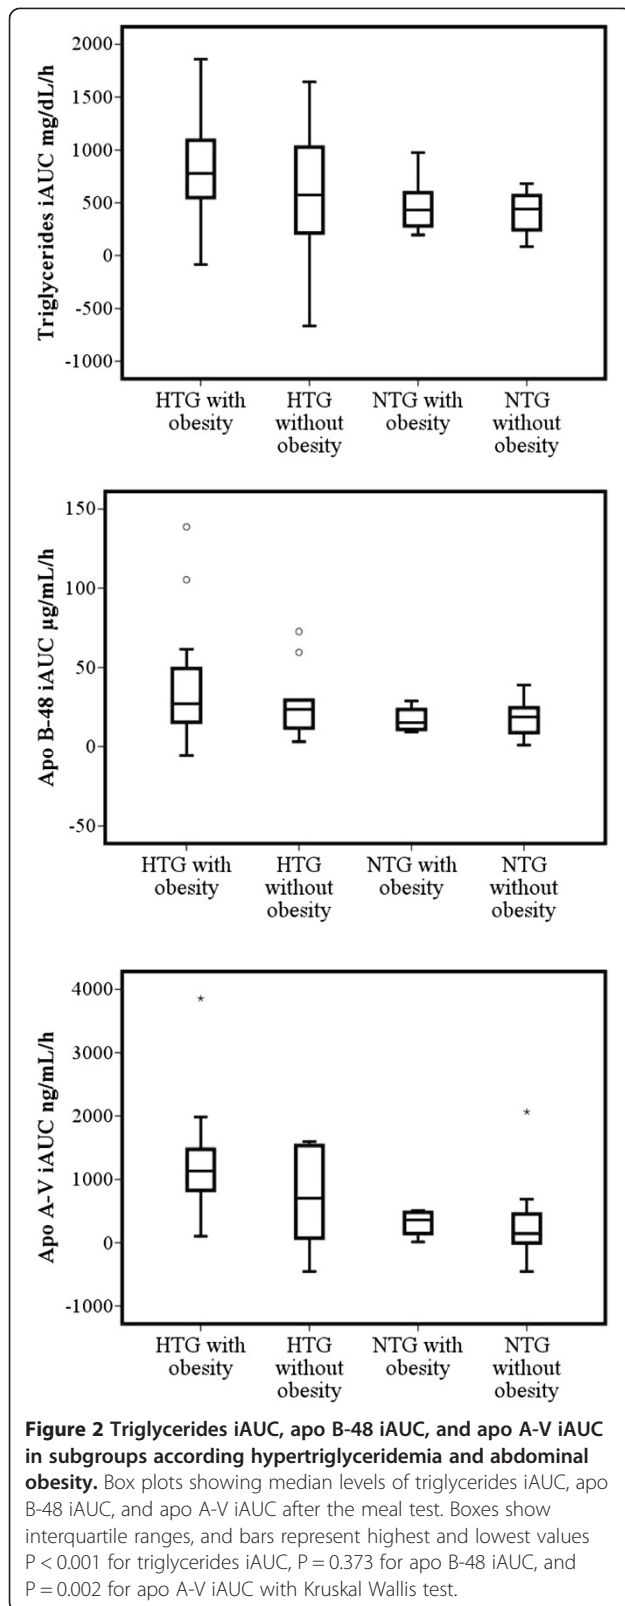 Triglycerides iAUC mg/dL/h
2000
1500
1000
500
0
-500
-1000
HTG with obesity
HTG without obesity
NTG with obesity
NTG without obesity
Apo B-48 iAUC µg/mL/h
150
100
50
0
-50
HTG with obesity
HTG without obesity
NTG with obesity
NTG without obesity
Apo A-V iAUC ng/mL/h
4000
3000
2000
1000
0
-1000
HTG with obesity
HTG without obesity
NTG with obesity
NTG without obesity
Figure 2 Triglycerides iAUC, apo B-48 iAUC, and apo A-V iAUC
in subgroups according hypertriglyceridemia and abdominal
obesity. Box plots showing median levels of triglycerides iAUC, apo
B-48 iAUC, and apo A-V iAUC after the meal test. Boxes show
interquartile ranges, and bars represent highest and lowest values
P < 0.001 for triglycerides iAUC, P = 0.373 for apo B-48 iAUC, and
P = 0.002 for apo A-V iAUC with Kruskal Wallis test.